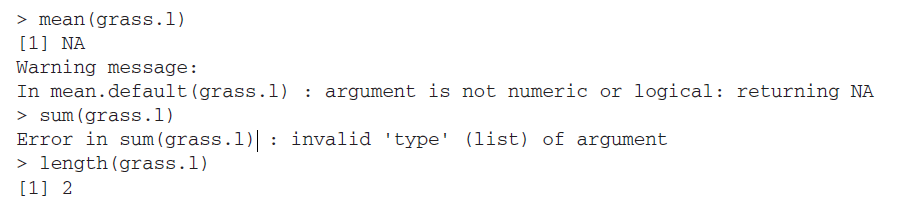 > mean(grass.l)
[1] NA
Warning message:
In mean.default(grass.l) : argument is not numeric or logical: returning NA
> sum(grass.l)
Error in sum(grass.l) : invalid 'type' (list) of argument
> length(grass.l)
[1] 2